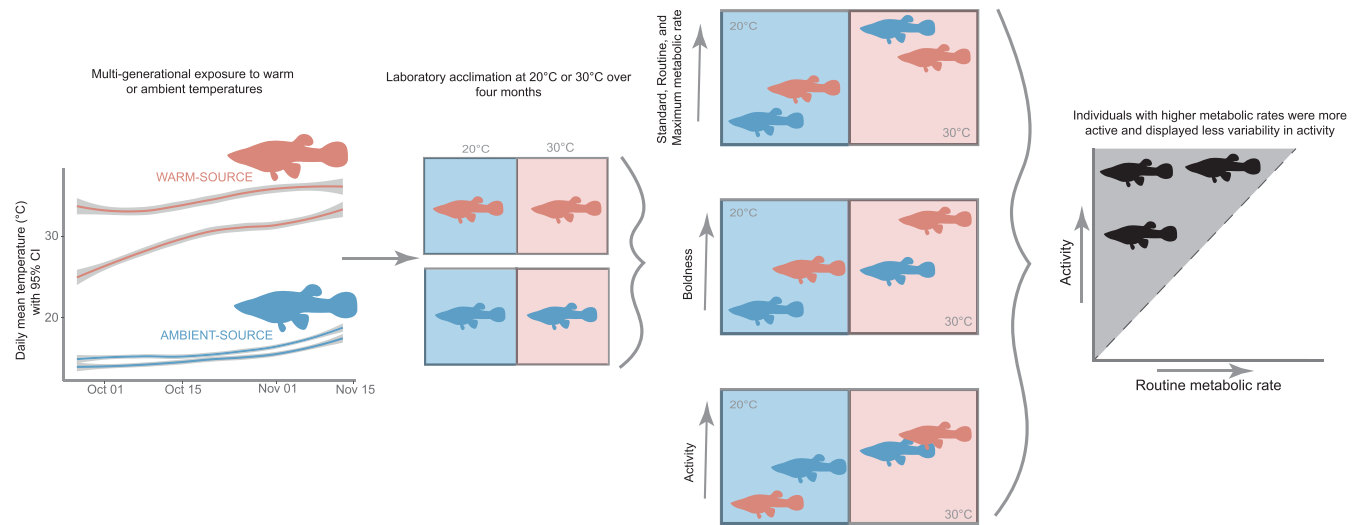 Multi-generational exposure to warm
or ambient temperatures
Daily mean temperature (°C)
with 95% CI
30
20
WARM-SOURCE
AMBIENT-SOURCE
Oct 01
Oct 15
Nov 01
Nov 15
Laboratory acclimation at 20°C or 30°C over
four months
20°C
30°C
Standard, Routine, and
Maximum metabolic rate
20°C
30°C
Boldness
20°C
30°C
Activity
20°C
30°C
Individuals with higher metabolic rates were more
active and displayed less variability in activity
Activity
Routine metabolic rate